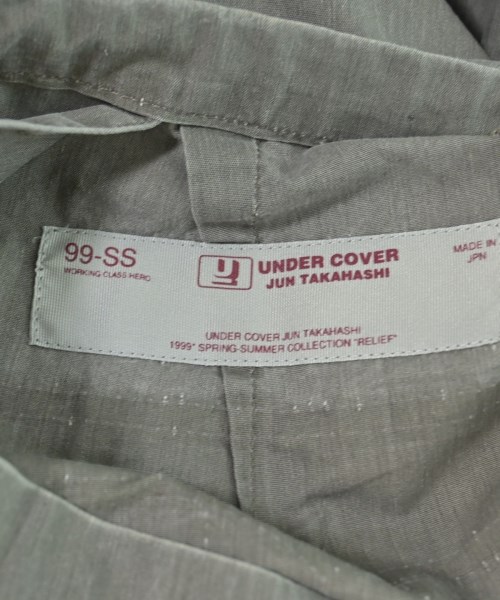 99-SS
WORKING CLASS HERO
UNDER COVER
JUN TAKAHASHI
MADE IN
JPN
UNDER COVER JUN TAKAHASHI
1999" SPRING-SUMMER COLLECTION "RELIEF"